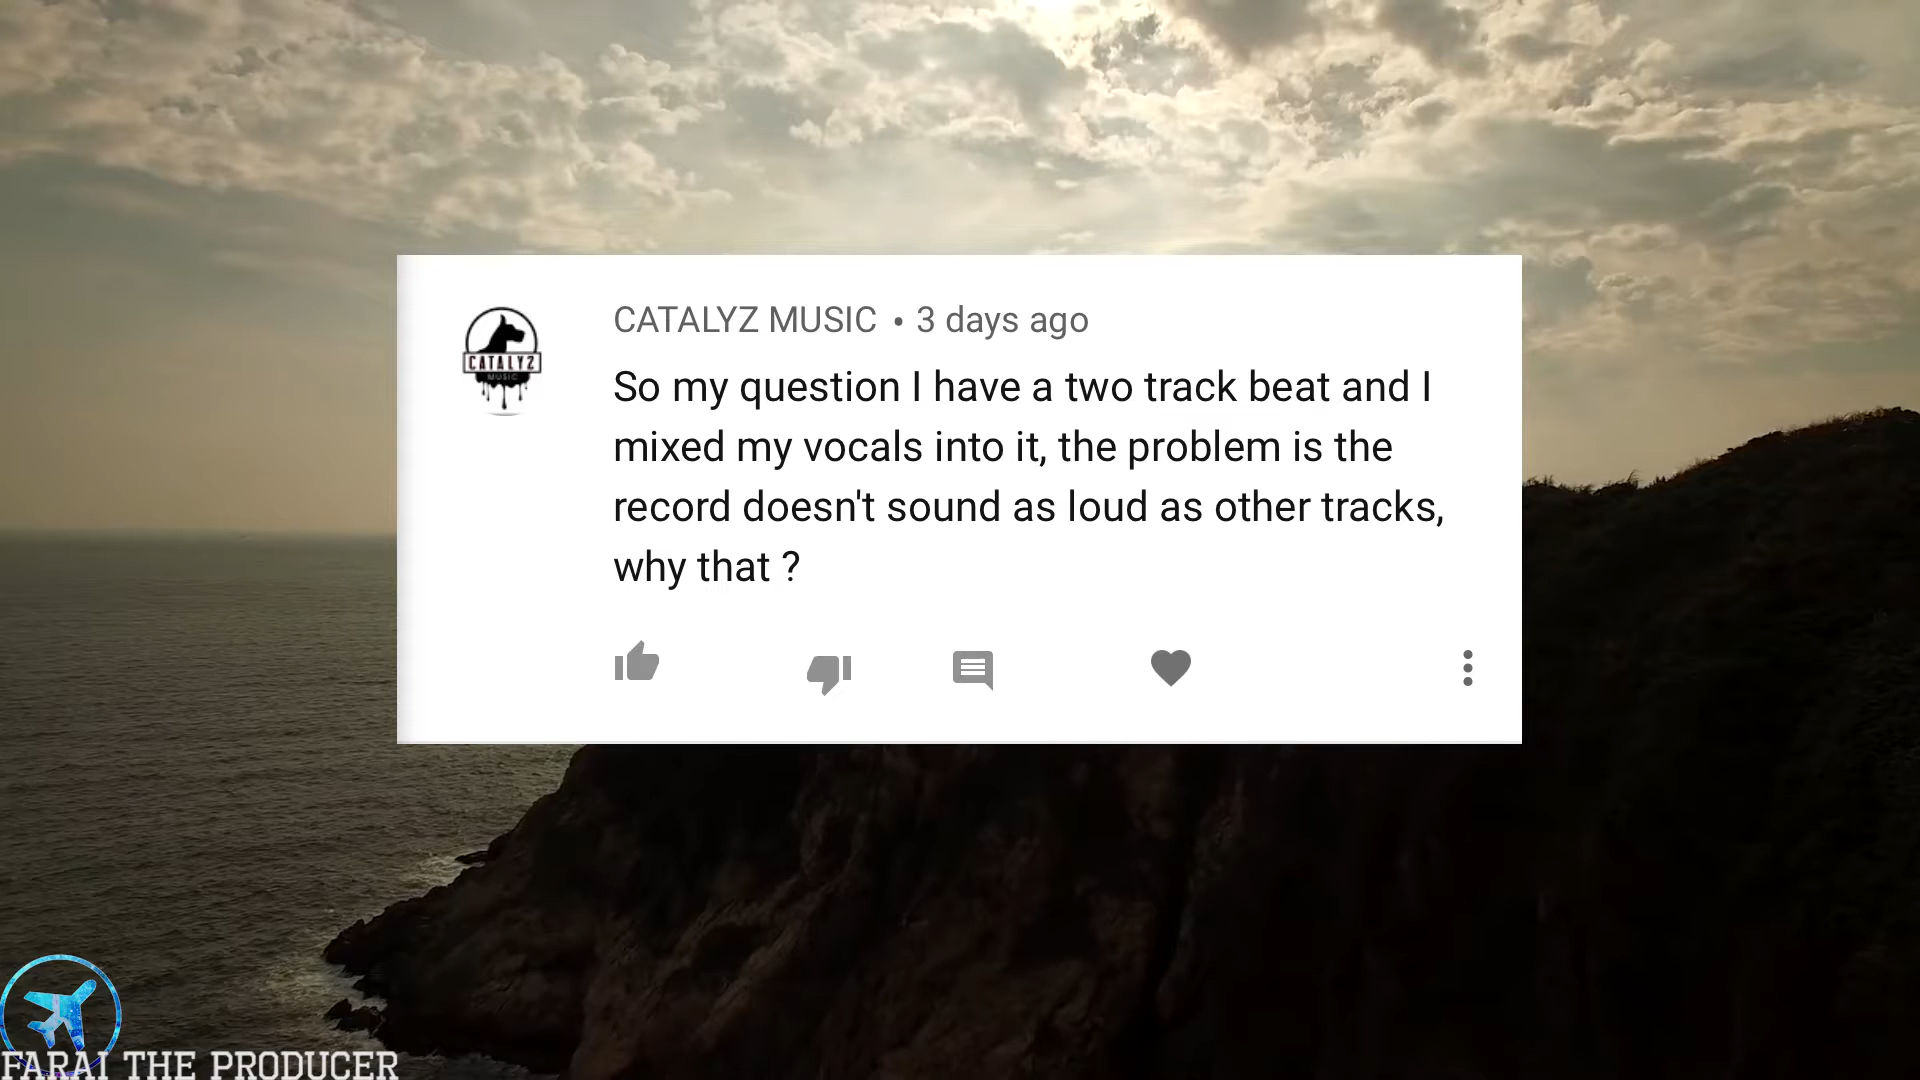 CATALYZ MUSIC • 3 days ago
CATALYZ
MUSIC
So my question I have a two track beat and I
mixed my vocals into it, the problem is the
record doesn't sound as loud as other tracks,
why that ?
FARAI THE PRODUCER